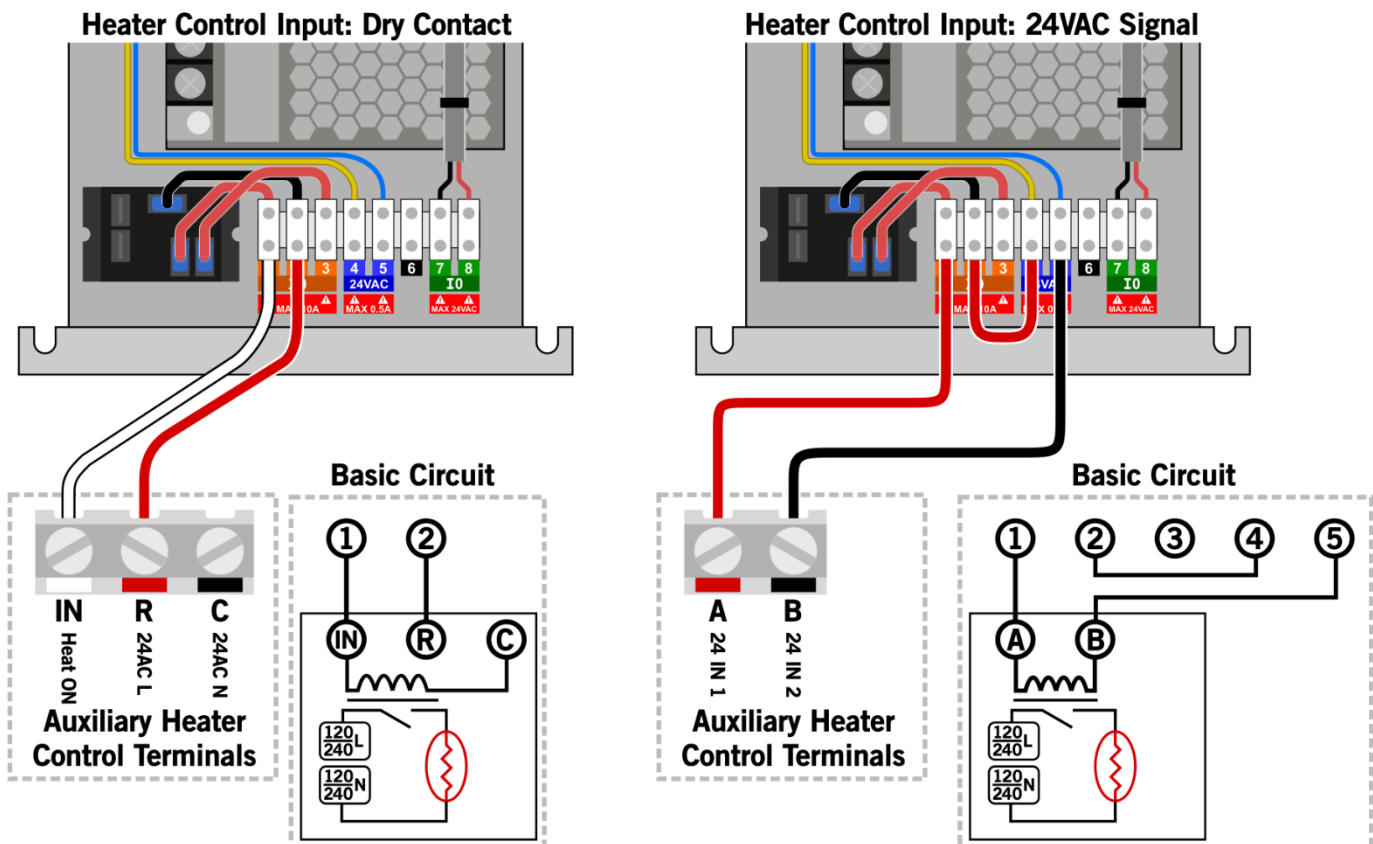 Heater Control Input: Dry Contact
3 4 5 6 7 8
24VAC
MAX 0.5A
MAX 24VAC
IN R C
Heat ON
24AC L
24AC N
Auxiliary Heater
Control Terminals
Basic Circuit
1 2
IN R C
120
240 L
120
240 N
Heater Control Input: 24VAC Signal
3 6 7 8
MAX 24VAC
A B
24 IN 1
24 IN 2
Auxiliary Heater
Control Terminals
Basic Circuit
1 2 3 4 5
A B
120
240 L
120
240 N